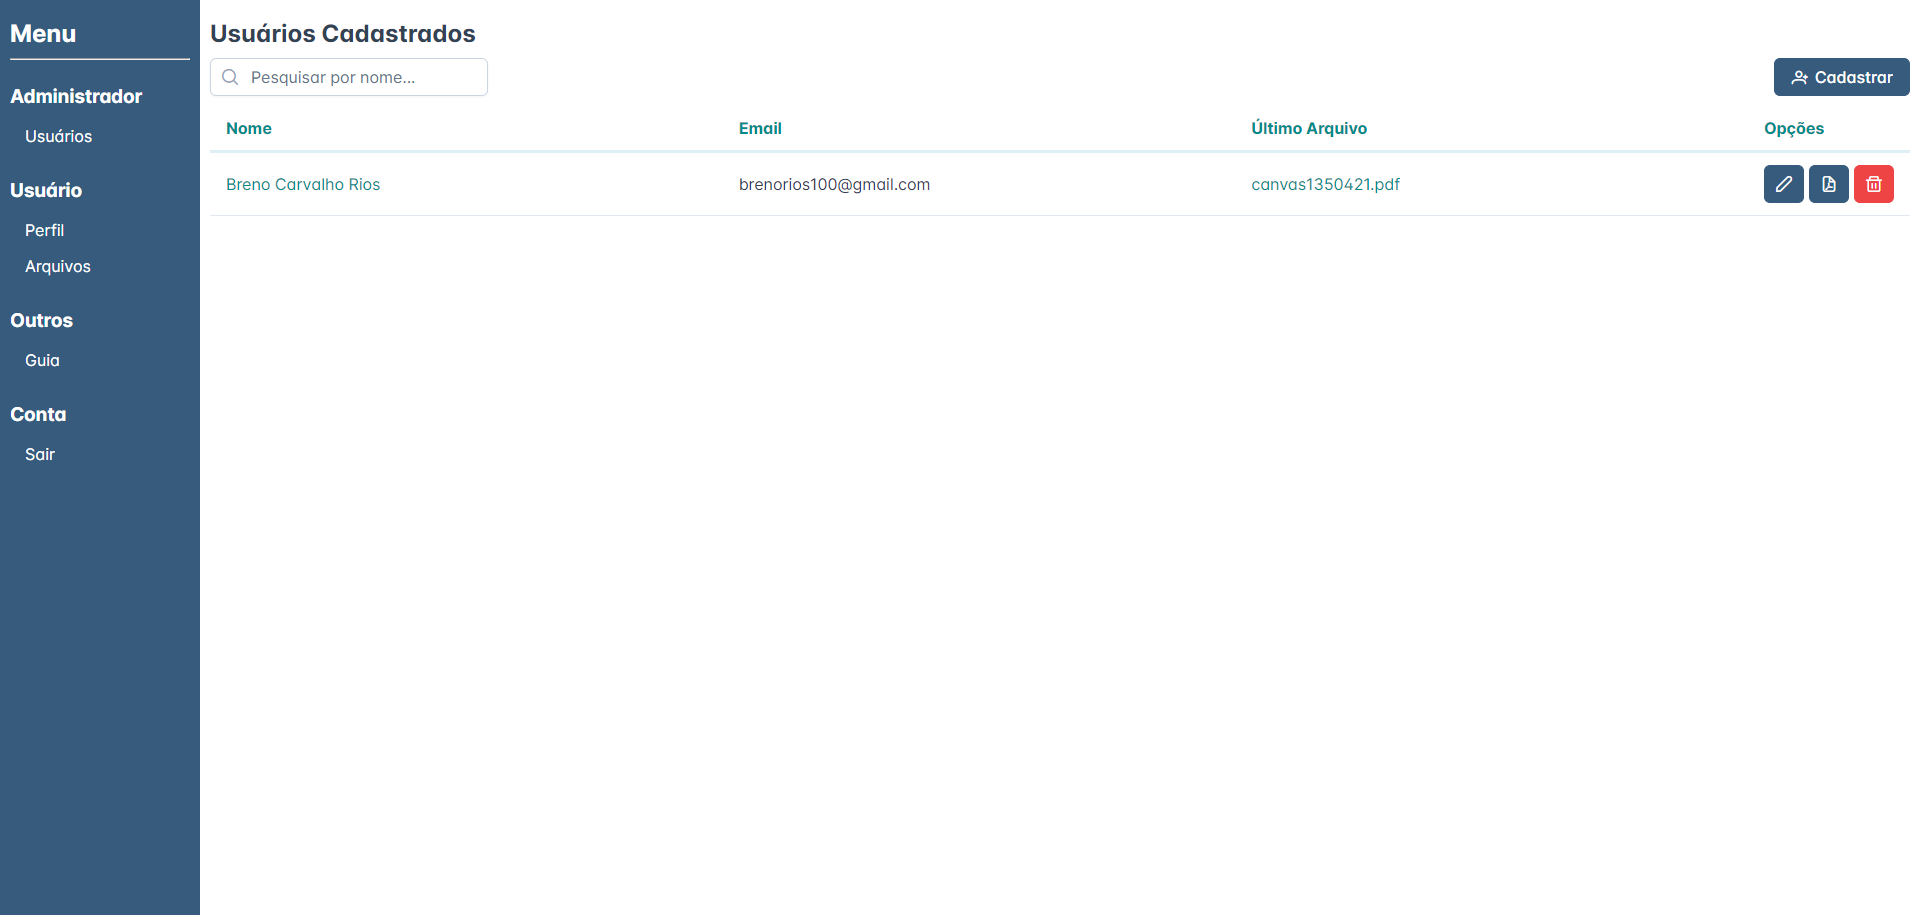 Menu
Administrador
Usuários
Usuário
Perfil
Arquivos
Outros
Guia
Conta
Sair
Usuários Cadastrados
Pesquisar por nome...
Cadastrar
Nome Email Último Arquivo Opções
Breno Carvalho Rios brenorios100@gmail.com canvas1350421.pdf